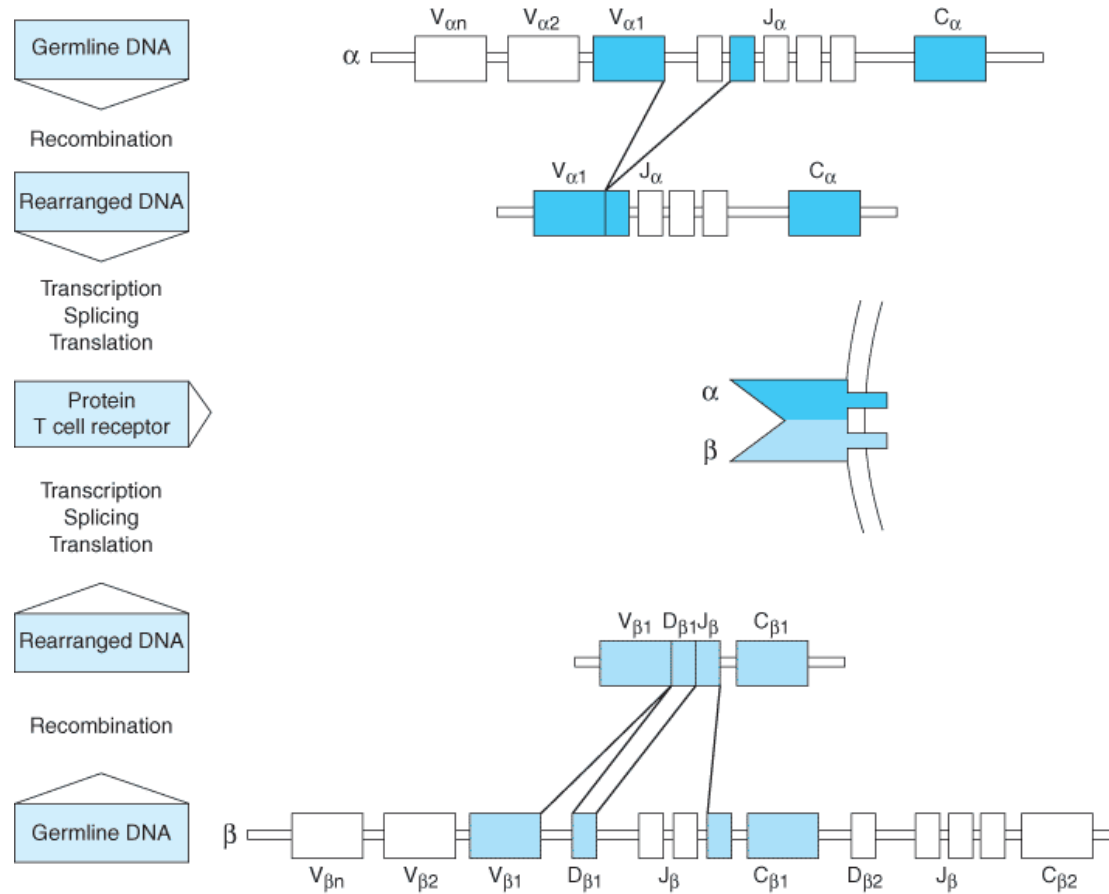 Germline DNA
Vαn Vα2 Vα1 Jα Cα
α
Recombination
Vα1 Jα Cα
Rearranged DNA
Transcription
Splicing
Translation
Protein
T cell receptor
α
β
Transcription
Splicing
Translation
Vβ1 Dβ1 Jβ Cβ1
Rearranged DNA
Recombination
Germline DNA
β
Vβn Vβ2 Vβ1 Dβ1 Jβ Cβ1 Dβ2 Jβ Cβ2